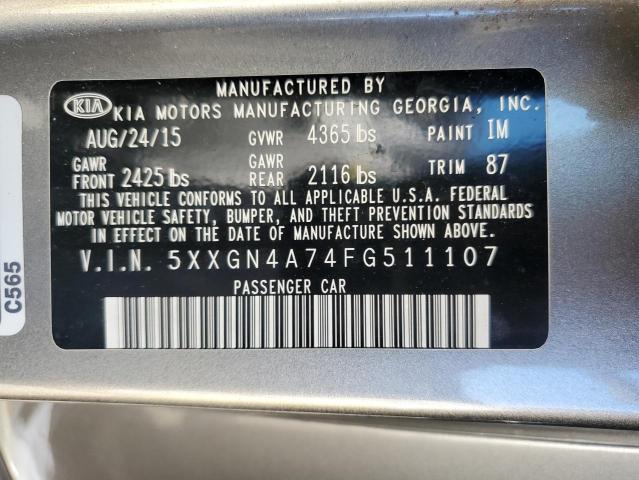 MANUFACTURED BY
KIA KIA MOTORS MANUFACTURING GEORGIA, INC.
AUG/24/15 GVWR 4365 lbs PAINT IM
GAWR FRONT 2425 lbs GAWR REAR 2116 lbs TRIM 87
THIS VEHICLE CONFORMS TO ALL APPLICABLE U.S.A. FEDERAL
MOTOR VEHICLE SAFETY, BUMPER, AND THEFT PREVENTION STANDARDS
IN EFFECT ON THE DATE OF MANUFACTURE SHOWN ABOVE.
V.I.N. 5XXGN4A74FG511107
PASSENGER CAR
C565